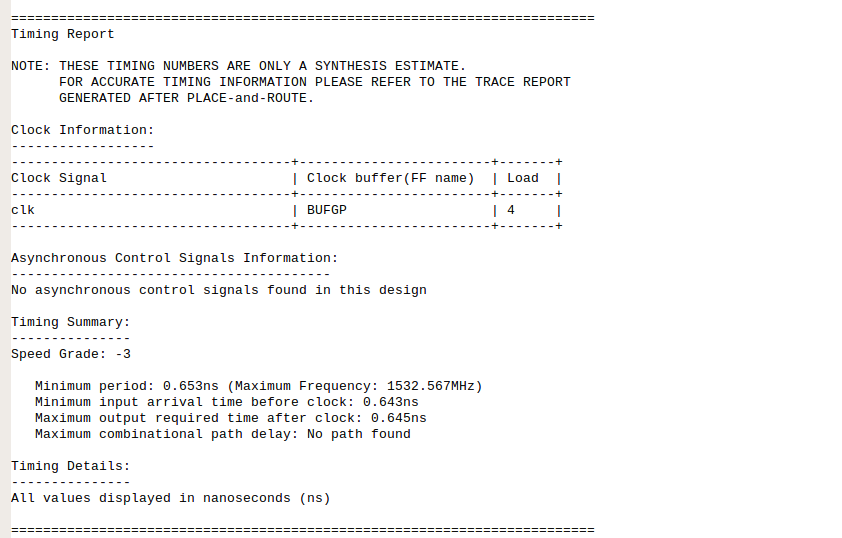 =========================================================================
Timing Report

NOTE: THESE TIMING NUMBERS ARE ONLY A SYNTHESIS ESTIMATE.
      FOR ACCURATE TIMING INFORMATION PLEASE REFER TO THE TRACE REPORT
      GENERATED AFTER PLACE-and-ROUTE.

Clock Information:
------------------
-----------------------------------+------------------------+-------+
Clock Signal                       | Clock buffer(FF name)  | Load  |
-----------------------------------+------------------------+-------+
clk                                | BUFGP                  | 4     |
-----------------------------------+------------------------+-------+

Asynchronous Control Signals Information:
----------------------------------------
No asynchronous control signals found in this design

Timing Summary:
---------------
Speed Grade: -3

   Minimum period: 0.653ns (Maximum Frequency: 1532.567MHz)
   Minimum input arrival time before clock: 0.643ns
   Maximum output required time after clock: 0.645ns
   Maximum combinational path delay: No path found

Timing Details:
---------------
All values displayed in nanoseconds (ns)

=========================================================================